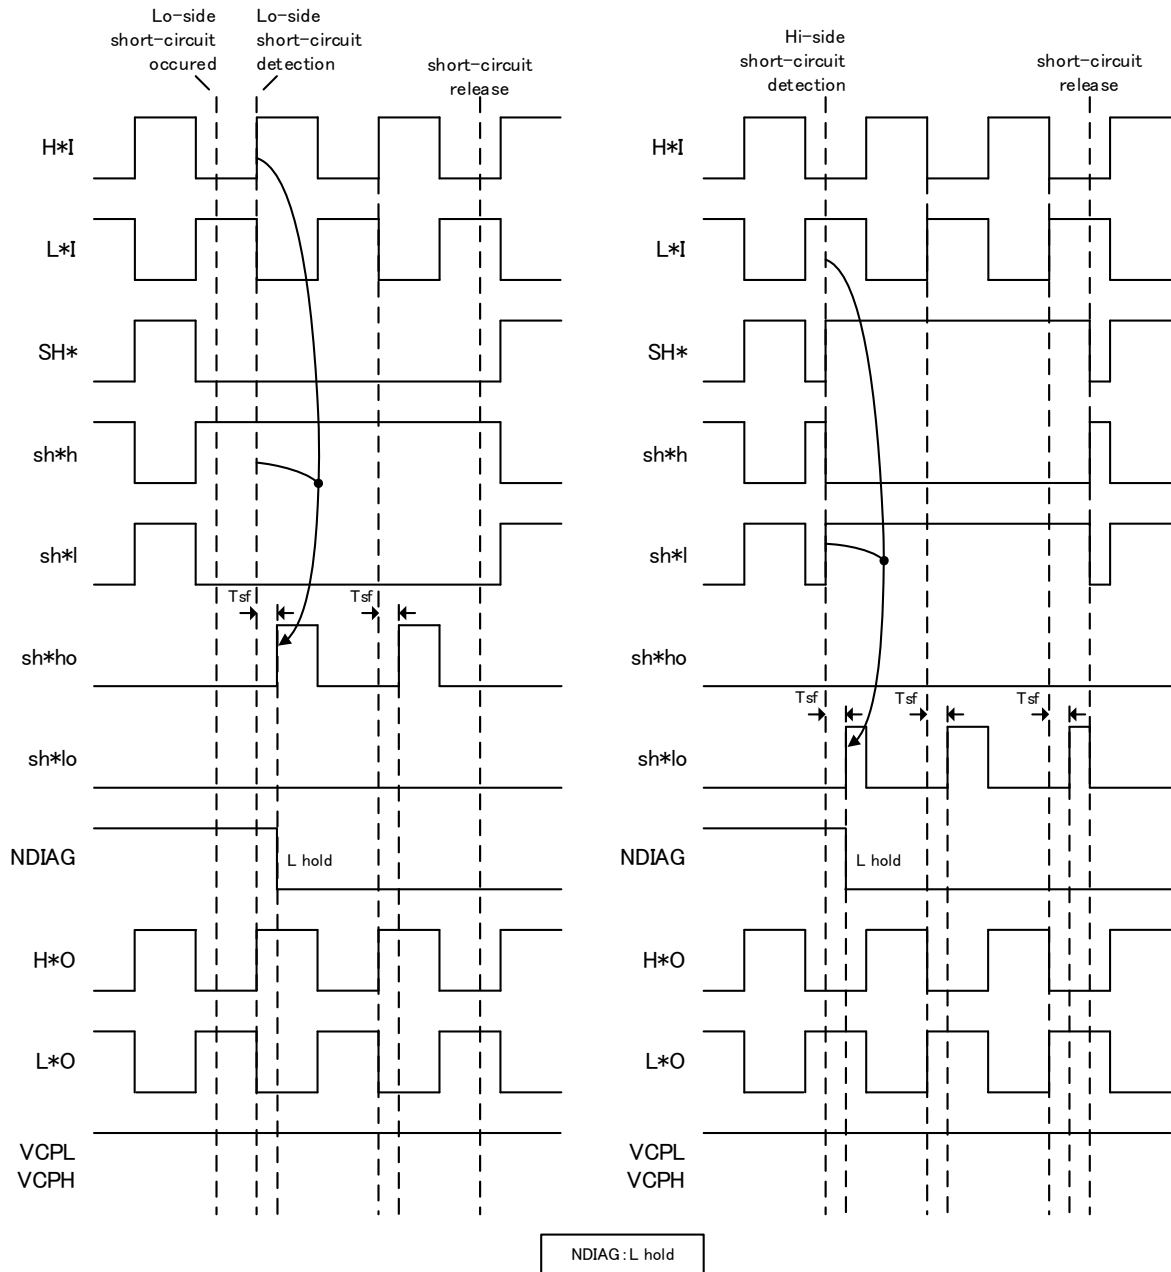 Lo-side
short-circuit
occured
Lo-side
short-circuit
detection
short-circuit
release
H*I
L*I
SH*
sh*h
sh*l
Tsf
Tsf
sh*ho
sh*lo
NDIAG
L hold
H*O
L*O
VCPL
VCPH
Hi-side
short-circuit
detection
short-circuit
release
H*I
L*I
SH*
sh*h
sh*l
sh*ho
Tsf
Tsf
Tsf
sh*lo
NDIAG
L hold
H*O
L*O
VCPL
VCPH
NDIAG:L hold